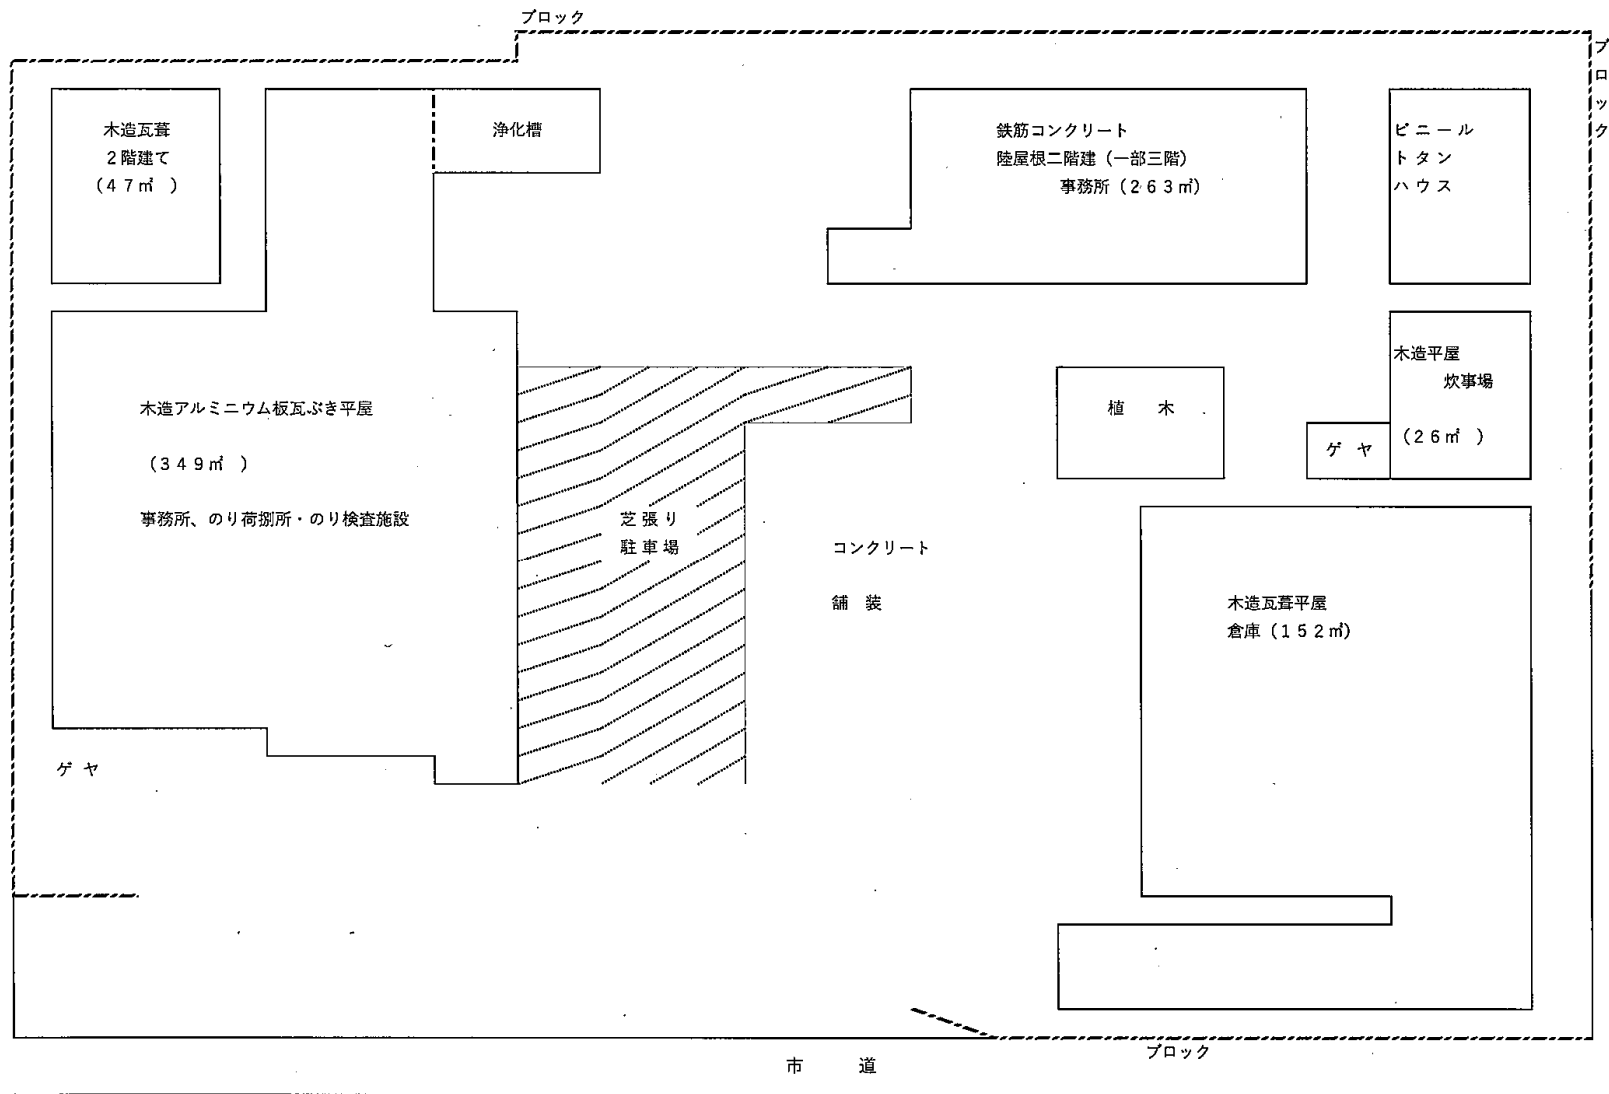 ブロック
ブロック
木造瓦葺
２階建て
（４７㎡　）
浄化槽
鉄筋コンクリート
陸屋根二階建（一部三階）
事務所（２６３㎡）
ビニール
トタン
ハウス
木造アルミニウム板瓦ぶき平屋
（３４９㎡　）
事務所、のり荷捌所・のり検査施設
芝張り
駐車場
コンクリート
舗　装
植　木
木造平屋
炊事場
（２６㎡　）
ゲ　ヤ
木造瓦葺平屋
倉庫（１５２㎡）
ゲ　ヤ
ブロック
市　　道